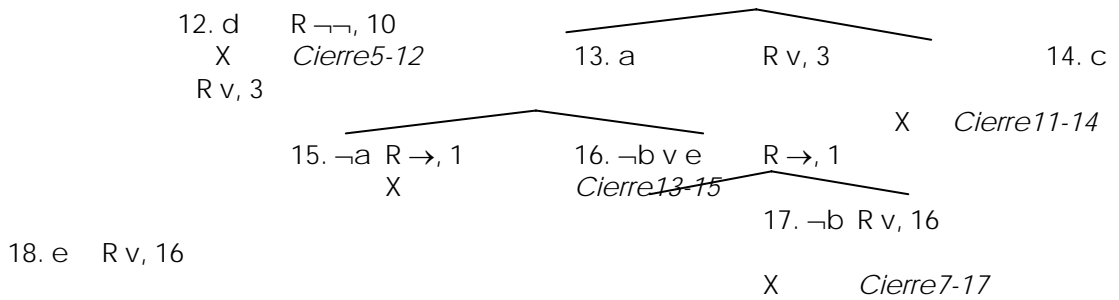 12. d R ¬¬, 10
X Cierre5-12 13. a R v, 3 14. c
R v, 3
X Cierre11-14
15. ¬a R →, 1 16. ¬b v e R →, 1
X Cierre13-15
17. ¬b R v, 16
18. e R v, 16
X Cierre7-17